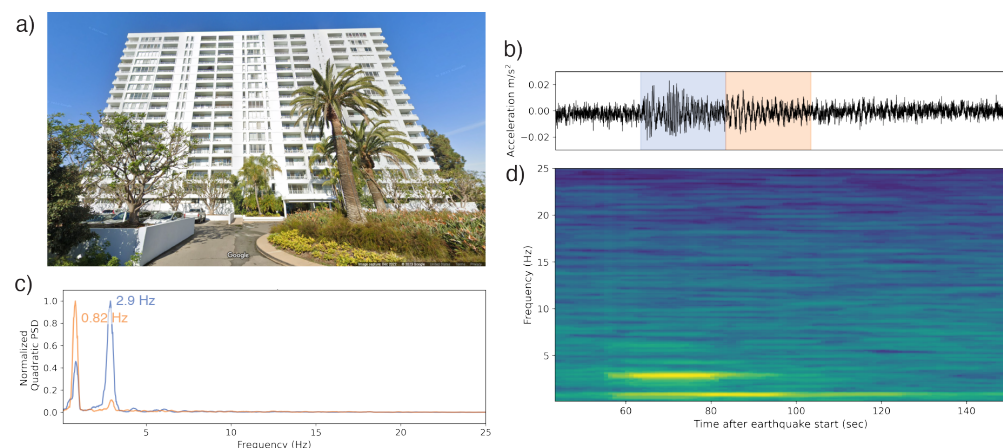 a)
Google
b)
Acceleration m/s²
0.02
0.00
−0.02
c)
Normalized
Quadratic PSD
1.0
0.8
0.6
0.4
0.2
0.0
2.9 Hz
0.82 Hz
5
10
15
20
25
Frequency (Hz)
d)
Frequency (Hz)
25
20
15
10
5
60
80
100
120
140
Time after earthquake start (sec)